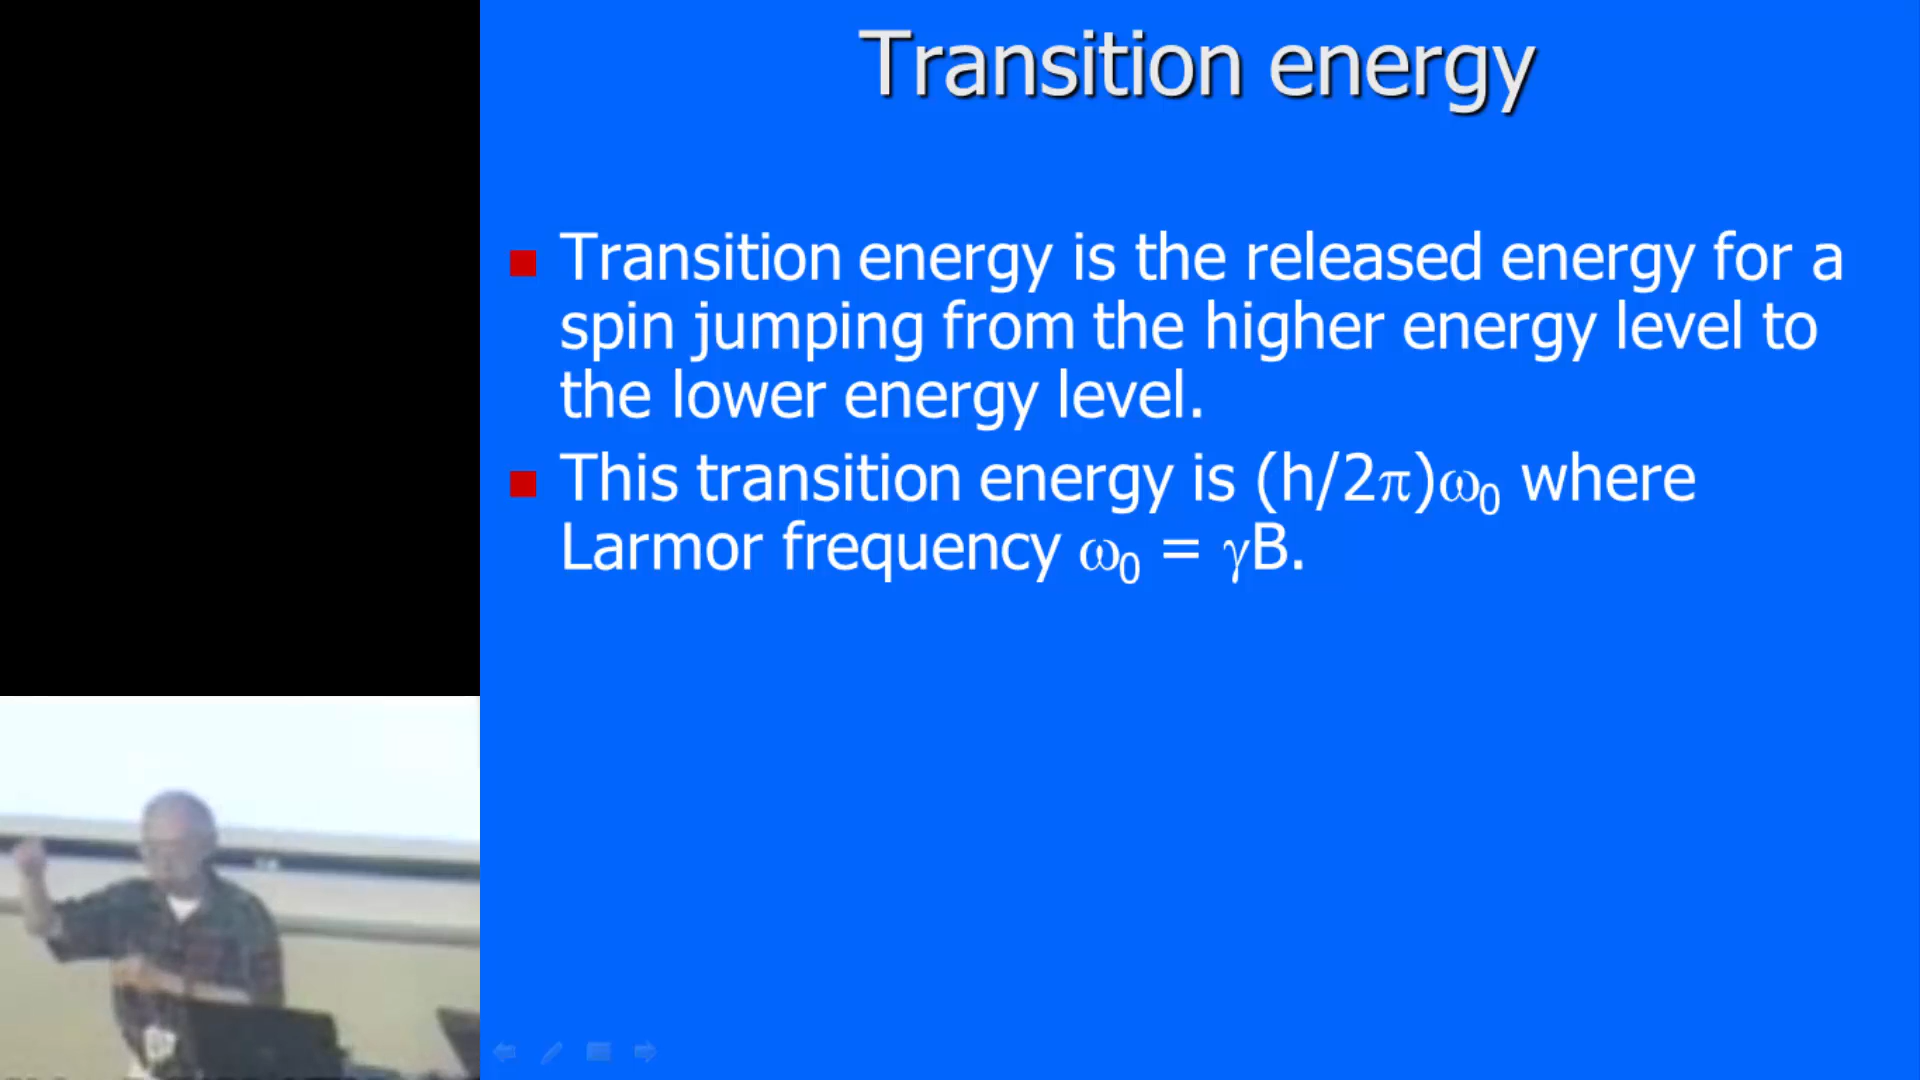 Transition energy
Transition energy is the released energy for a
spin jumping from the higher energy level to
the lower energy level.
This transition energy is (h/2π)ω₀ where
Larmor frequency ω₀ = γB.